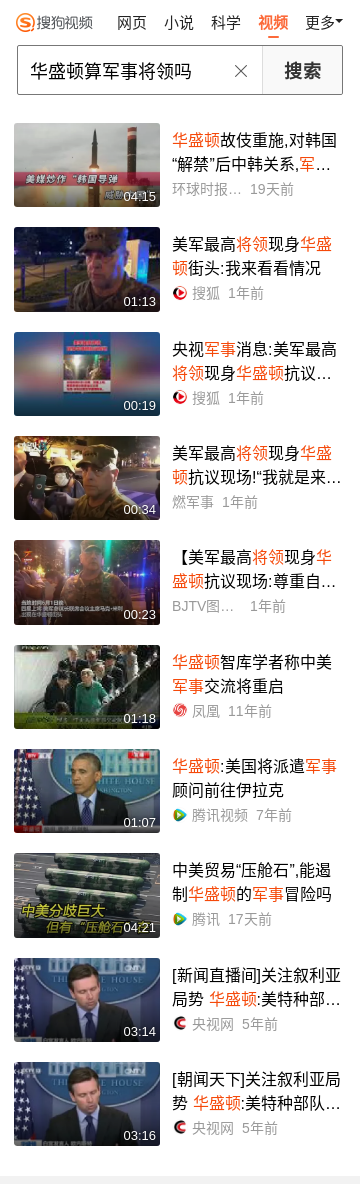 搜狗视频 网页 小说 科学 视频 更多
华盛顿算军事将领吗 搜索
华盛顿故伎重施,对韩国
“解禁”后中韩关系,军…
环球时报… 19天前
美媒炒作“韩国导弹
04:15
美军最高将领现身华盛
顿街头:我来看看情况
搜狐 1年前
01:13
央视军事消息:美军最高
将领现身华盛顿抗议…
搜狐 1年前
00:19
美军最高将领现身华盛
顿抗议现场!“我就是来…
燃军事 1年前
00:34
【美军最高将领现身华
盛顿抗议现场:尊重自…
BJTV图… 1年前
00:23
华盛顿智库学者称中美
军事交流将重启
凤凰 11年前
01:18
华盛顿:美国将派遣军事
顾问前往伊拉克
腾讯视频 7年前
01:07
中美贸易“压舱石”,能遏
制华盛顿的军事冒险吗
腾讯 17天前
中美分歧巨大
但有“压舱石”
04:21
[新闻直播间]关注叙利亚
局势 华盛顿:美特种部…
央视网 5年前
03:14
[朝闻天下]关注叙利亚局
势 华盛顿:美特种部队…
央视网 5年前
03:16